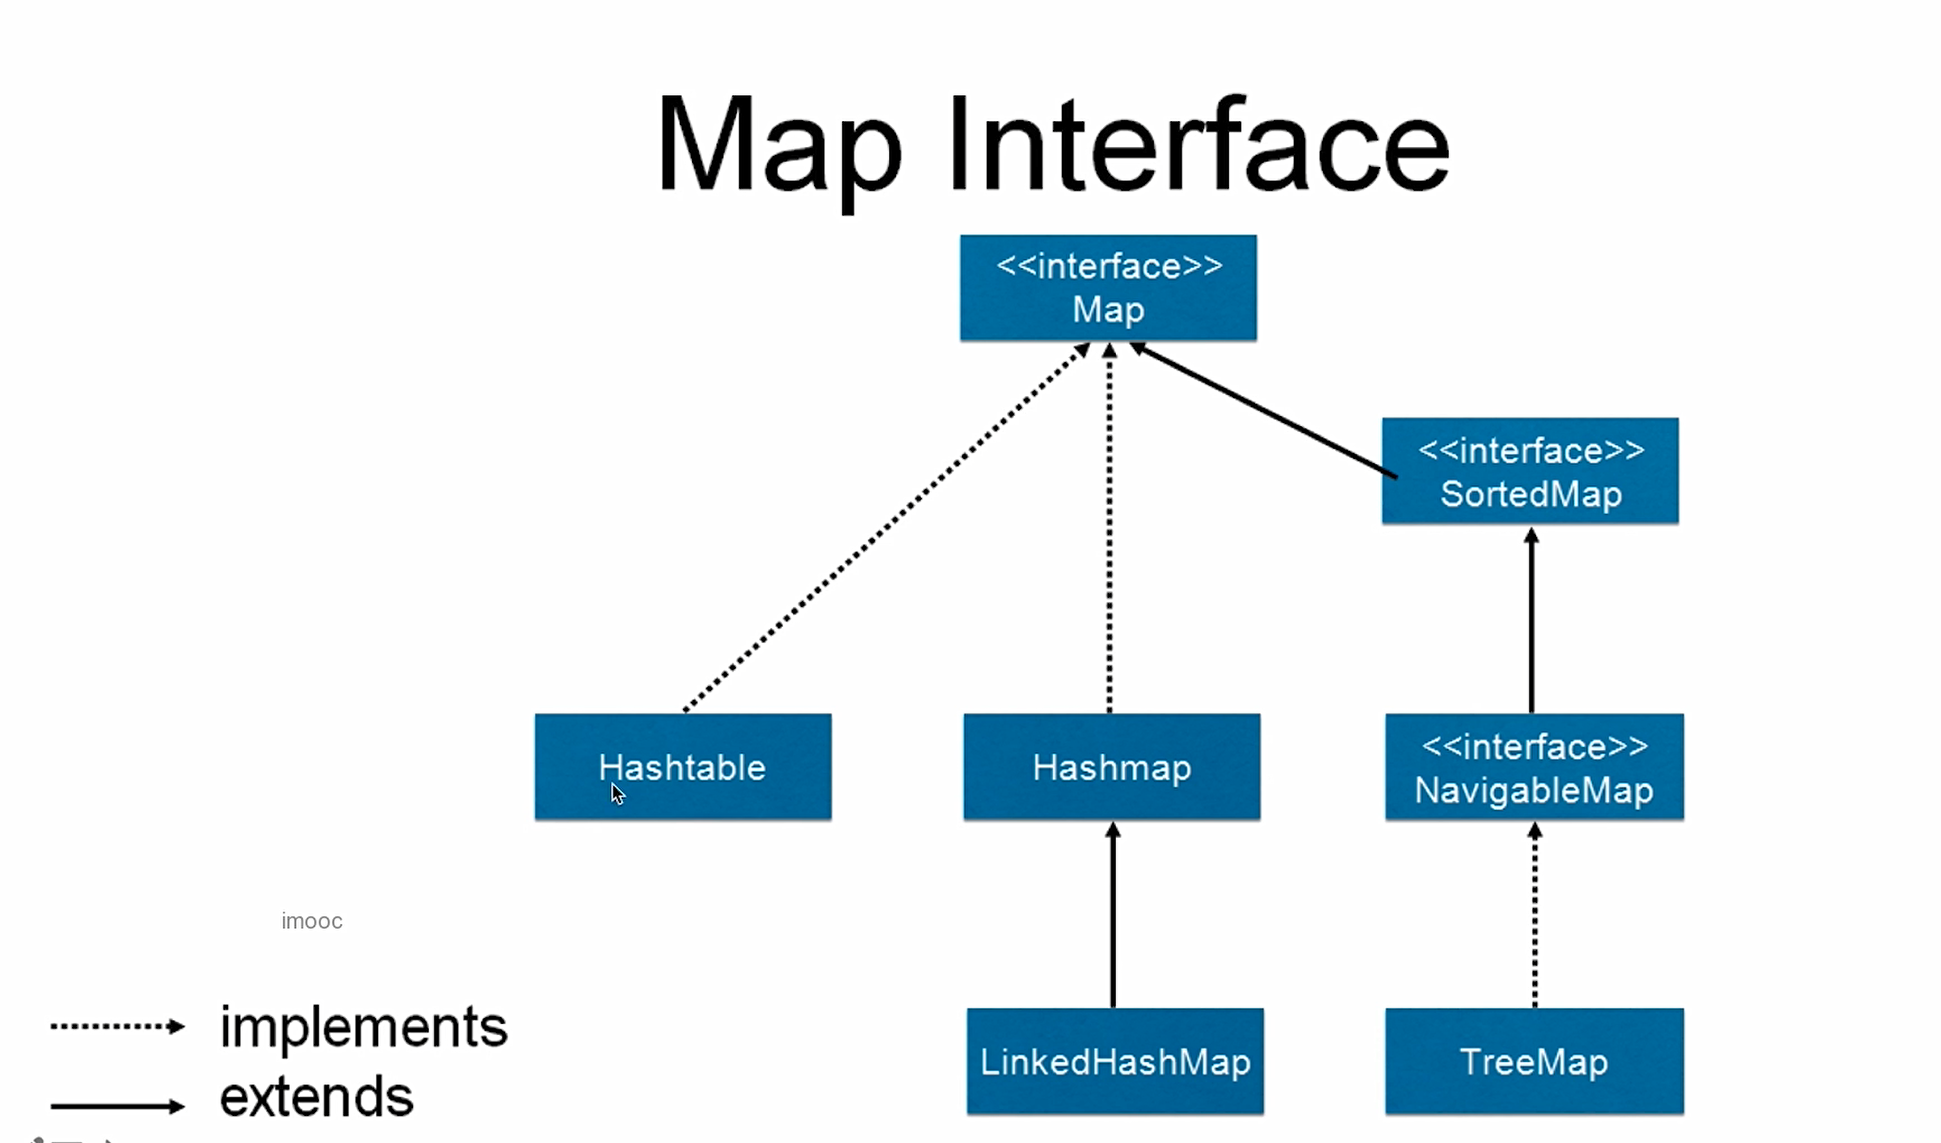 Map Interface
<<interface>>
Map
<<interface>>
SortedMap
Hashtable
Hashmap
<<interface>>
NavigableMap
imooc
implements
LinkedHashMap
TreeMap
extends